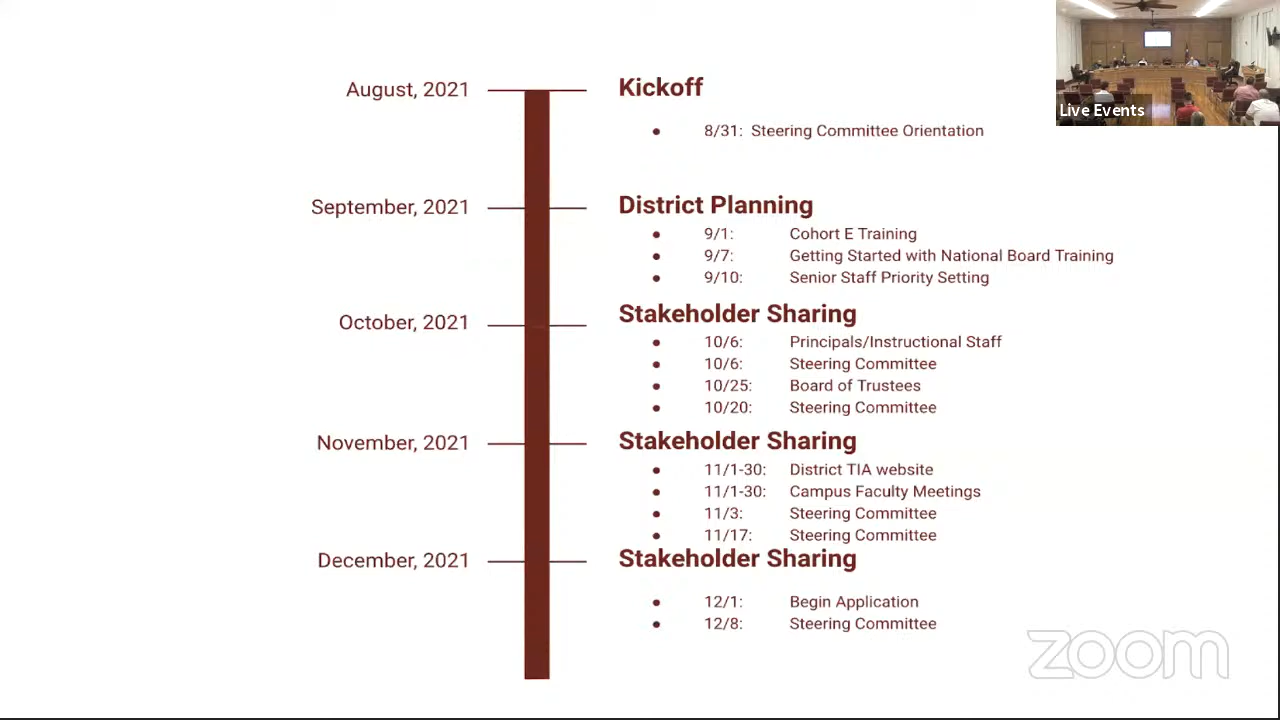 Live Events
August, 2021
Kickoff
• 8/31: Steering Committee Orientation
September, 2021
District Planning
• 9/1: Cohort E Training
• 9/7: Getting Started with National Board Training
• 9/10: Senior Staff Priority Setting
October, 2021
Stakeholder Sharing
• 10/6: Principals/Instructional Staff
• 10/6: Steering Committee
• 10/25: Board of Trustees
• 10/20: Steering Committee
November, 2021
Stakeholder Sharing
• 11/1-30: District TIA website
• 11/1-30: Campus Faculty Meetings
• 11/3: Steering Committee
• 11/17: Steering Committee
December, 2021
Stakeholder Sharing
• 12/1: Begin Application
• 12/8: Steering Committee
zoom